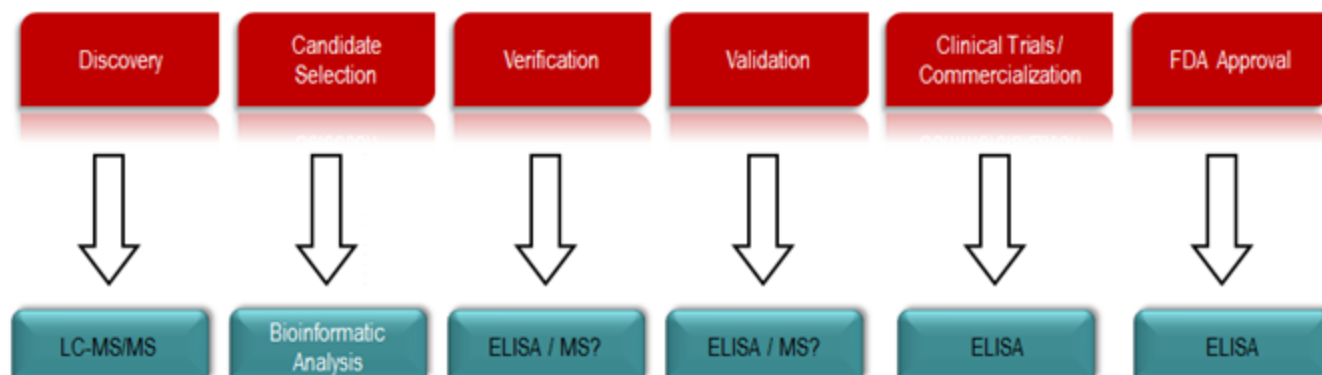 Discovery
Candidate
Selection
Verification
Validation
Clinical Trials/
Commercialization
FDA Approval
LC-MS/MS
Bioinformatic
Analysis
ELISA / MS?
ELISA / MS?
ELISA
ELISA